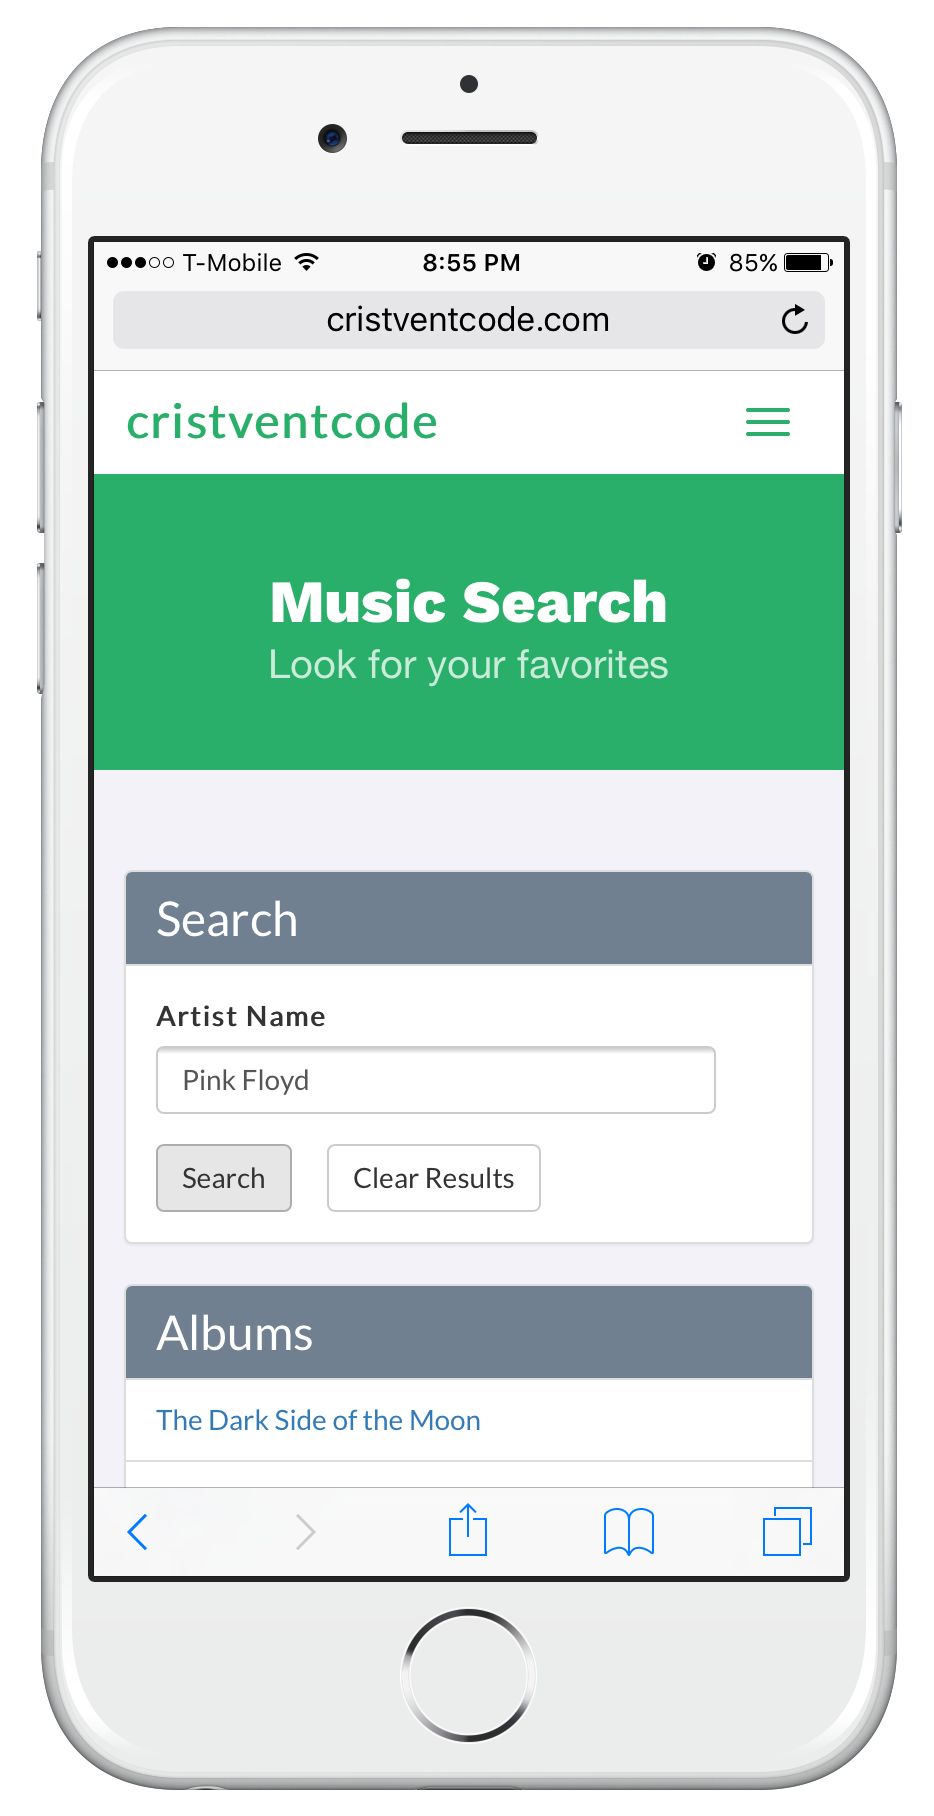 T-Mobile 8:55 PM 85%
cristventcode.com
cristventcode
Music Search
Look for your favorites
Search
Artist Name
Pink Floyd
Search Clear Results
Albums
The Dark Side of the Moon